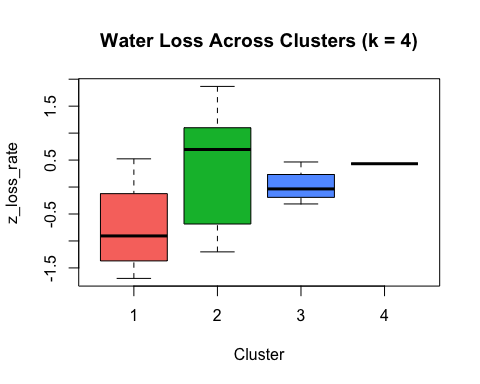 Water Loss Across Clusters (k = 4)
z_loss_rate
1.5
0.5
-0.5
-1.5
1 2 3 4
Cluster